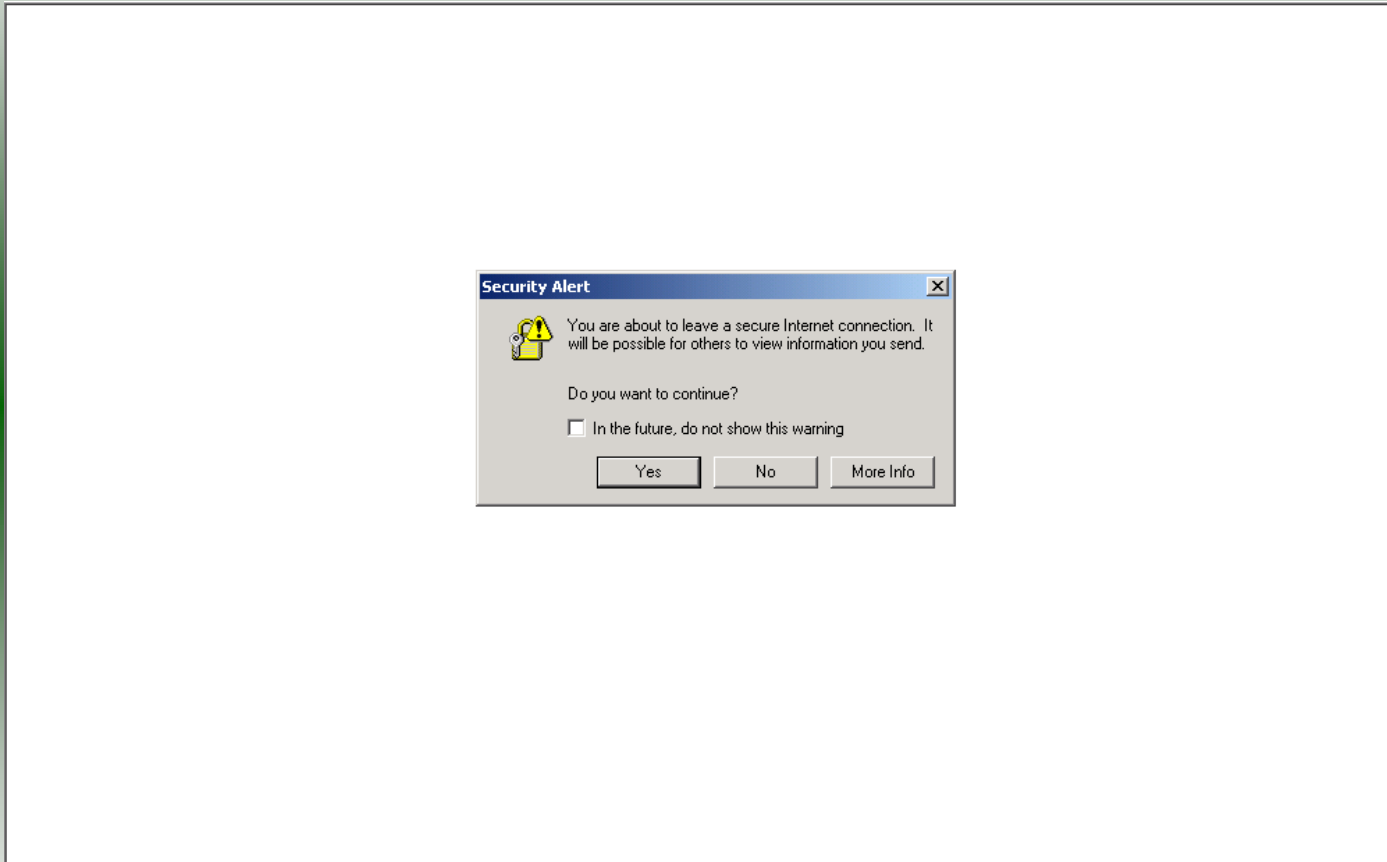 Security Alert
You are about to leave a secure Internet connection.  It
will be possible for others to view information you send.
Do you want to continue?
In the future, do not show this warning
Yes No More Info